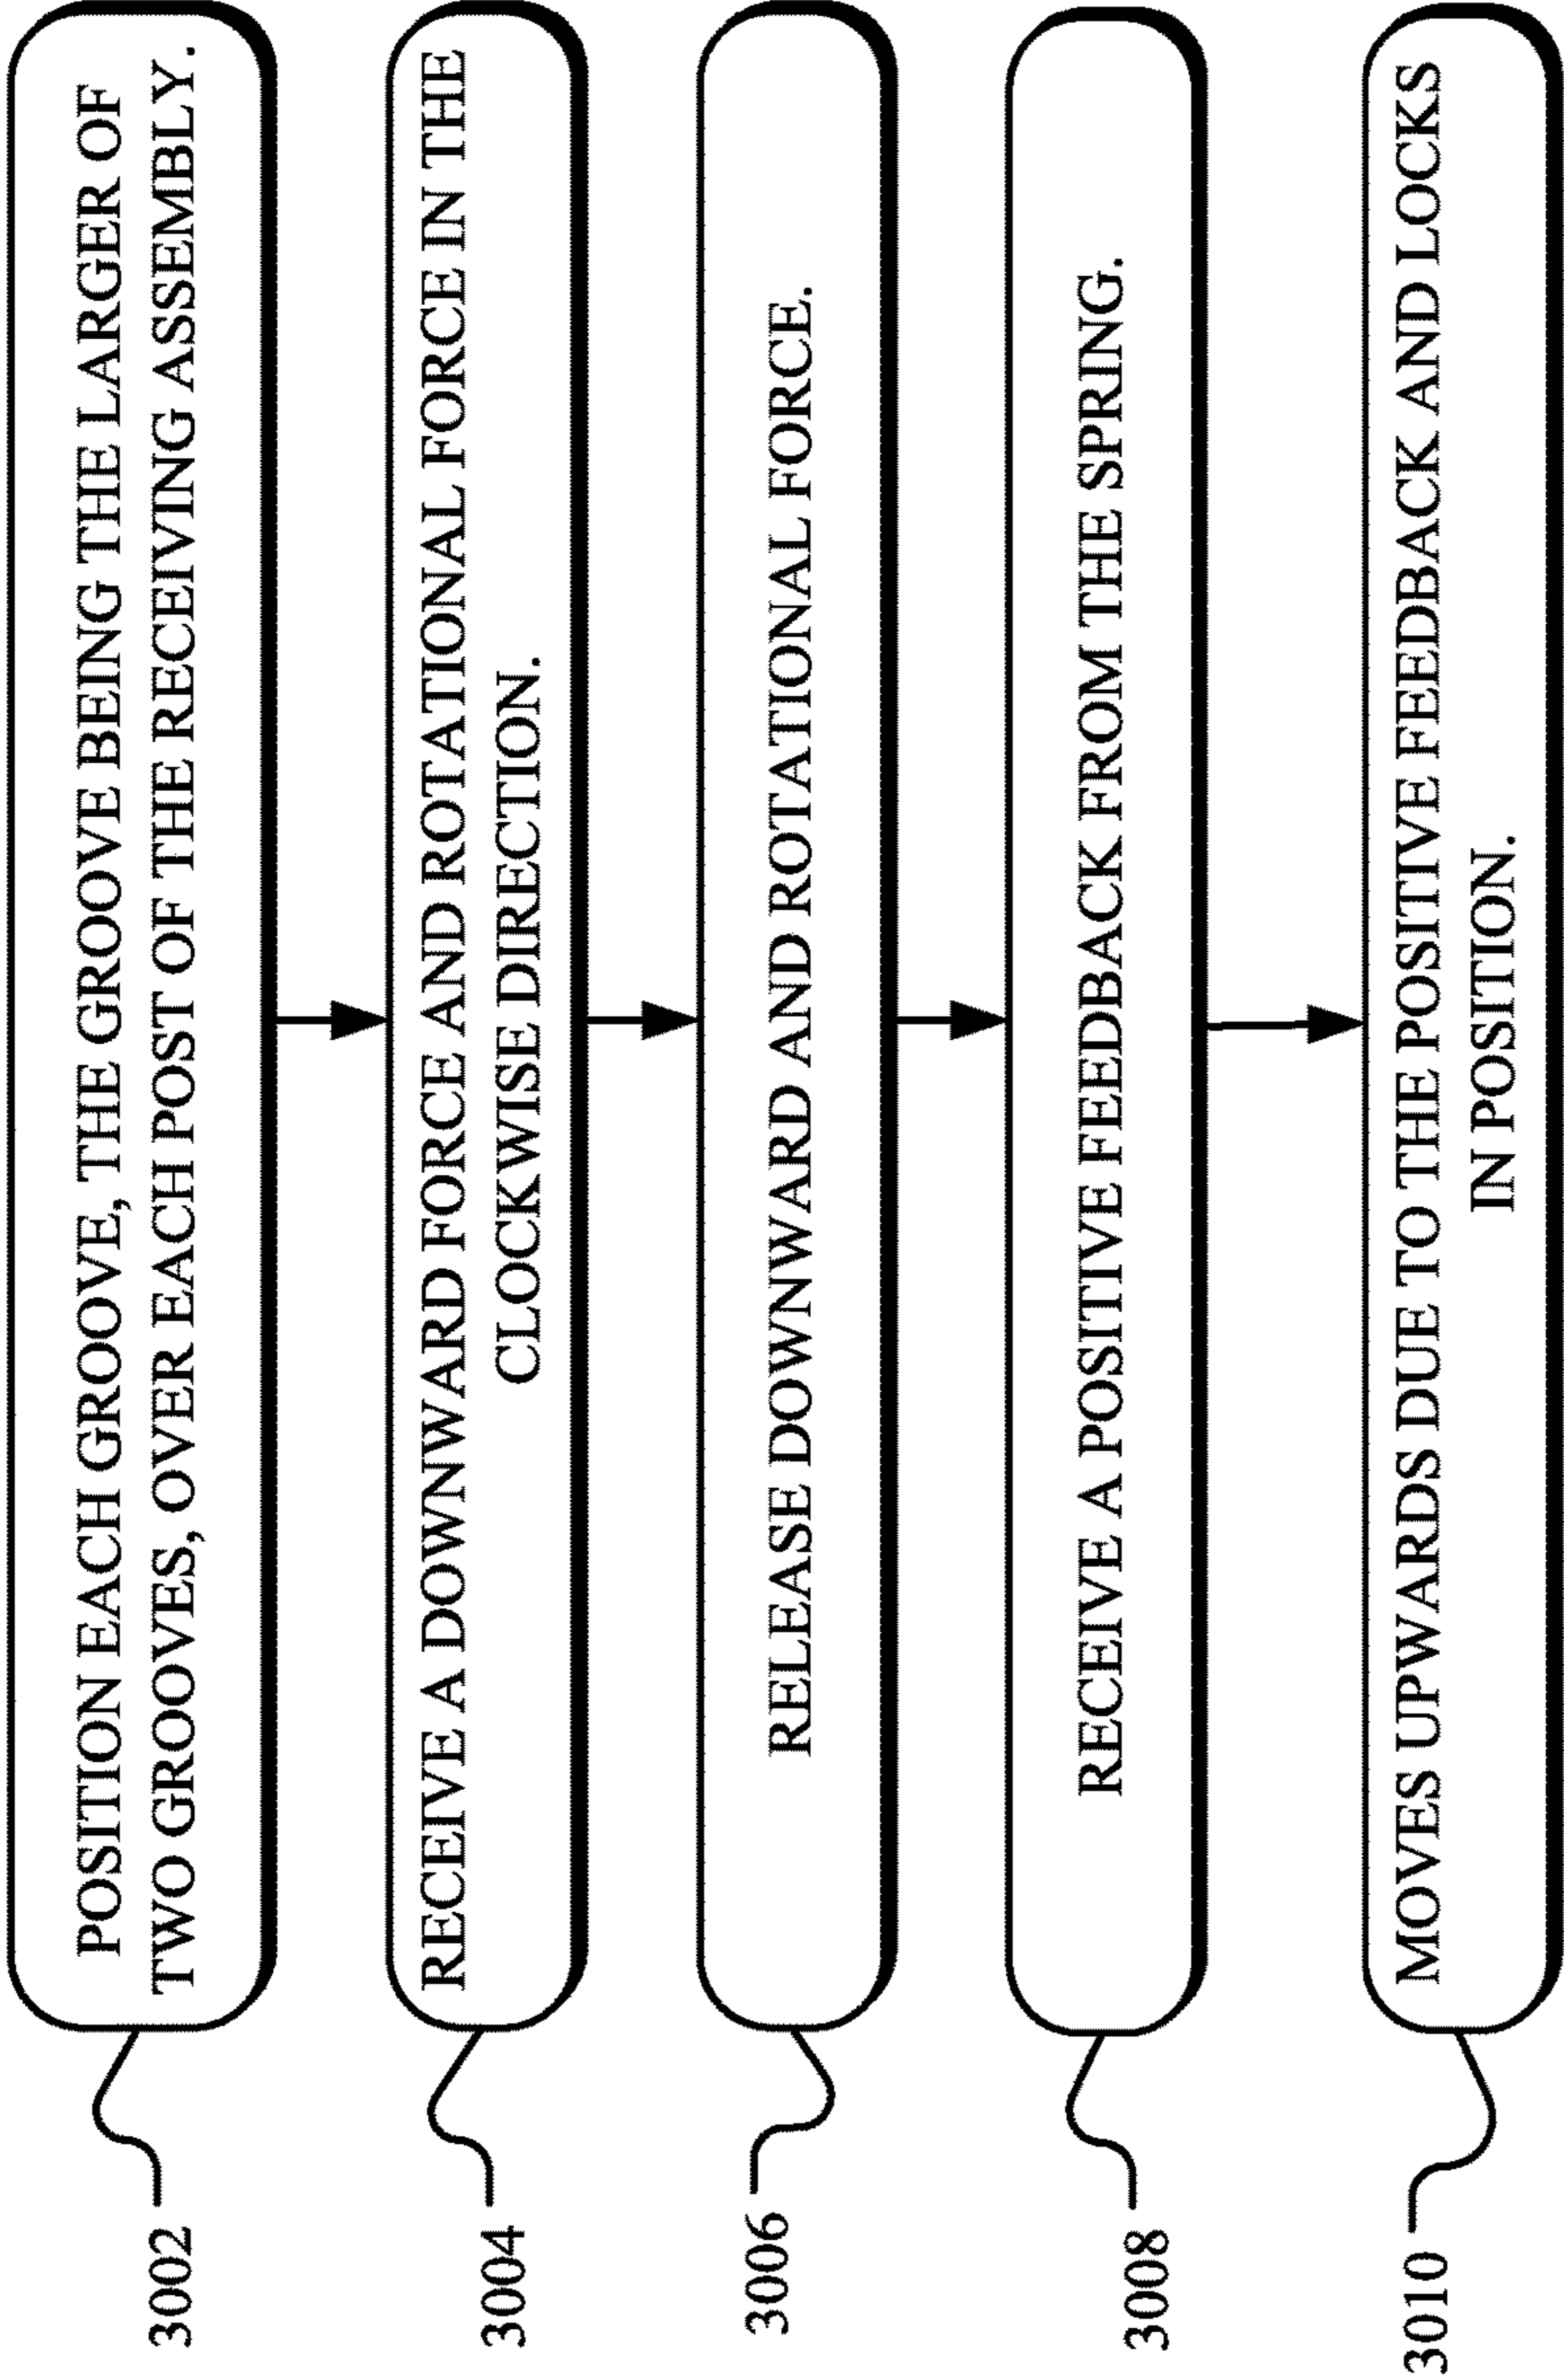 3002
POSITION EACH GROOVE, THE GROOVE BEING THE LARGER OF
TWO GROOVES, OVER EACH POST OF THE RECEIVING ASSEMBLY.
3004
RECEIVE A DOWNWARD FORCE AND ROTATIONAL FORCE IN THE
CLOCKWISE DIRECTION.
3006
RELEASE DOWNWARD AND ROTATIONAL FORCE.
3008
RECEIVE A POSITIVE FEEDBACK FROM THE SPRING.
3010
MOVES UPWARDS DUE TO THE POSITIVE FEEDBACK AND LOCKS
IN POSITION.